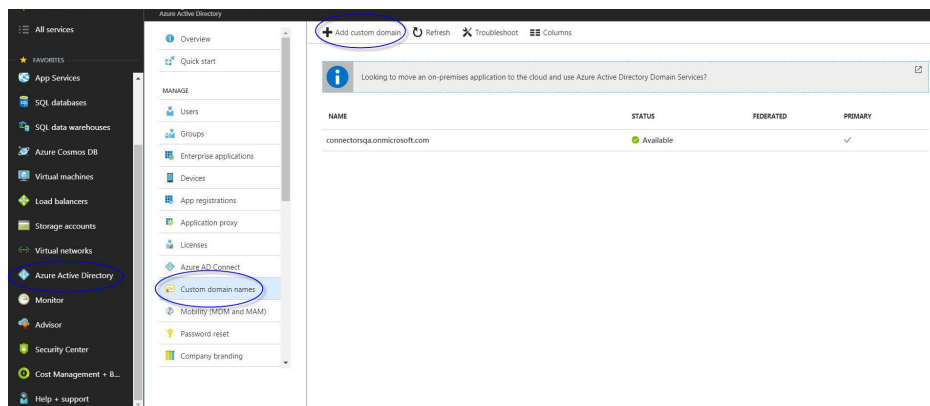 Azure Active Directory
All services
FAVORITES
App Services
SQL databases
SQL data warehouses
Azure Cosmos DB
Virtual machines
Load balancers
Storage accounts
Virtual networks
Azure Active Directory
Monitor
Advisor
Security Center
Cost Management + B...
Help + support
Overview
Quick start
MANAGE
Users
Groups
Enterprise applications
Devices
App registrations
Application proxy
Licenses
Azure AD Connect
Custom domain names
Mobility (MDM and MAM)
Password reset
Company branding
Add custom domain Refresh Troubleshoot Columns
Looking to move an on-premises application to the cloud and use Azure Active Directory Domain Services?
NAME STATUS FEDERATED PRIMARY
connectorsqa.onmicrosoft.com Available